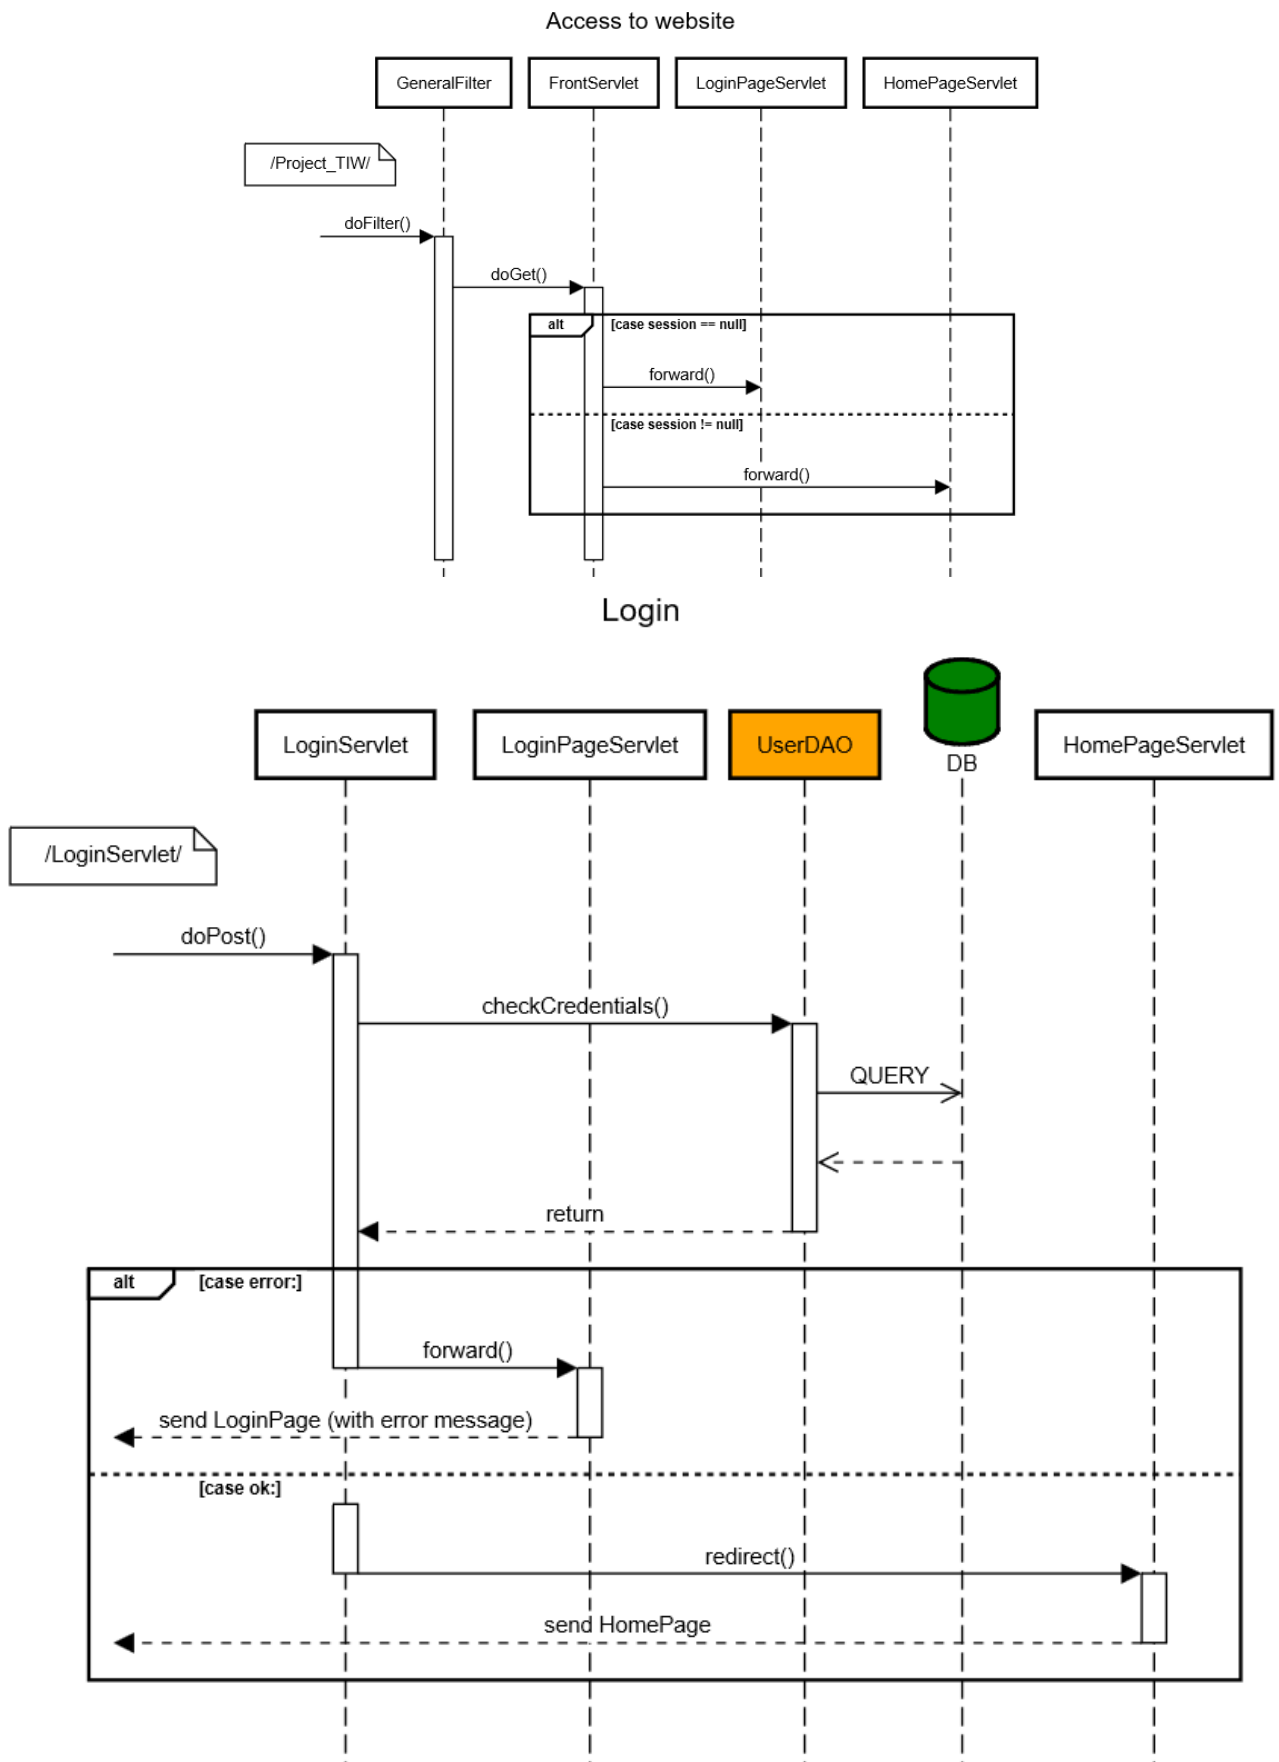 Access to website
GeneralFilter
FrontServlet
LoginPageServlet
HomePageServlet
/Project_TIW/
doFilter()
doGet()
alt
[case session == null]
forward()
[case session != null]
forward()
Login
LoginServlet
LoginPageServlet
UserDAO
DB
HomePageServlet
/LoginServlet/
doPost()
checkCredentials()
QUERY
return
alt
[case error:]
forward()
send LoginPage (with error message)
[case ok:]
redirect()
send HomePage